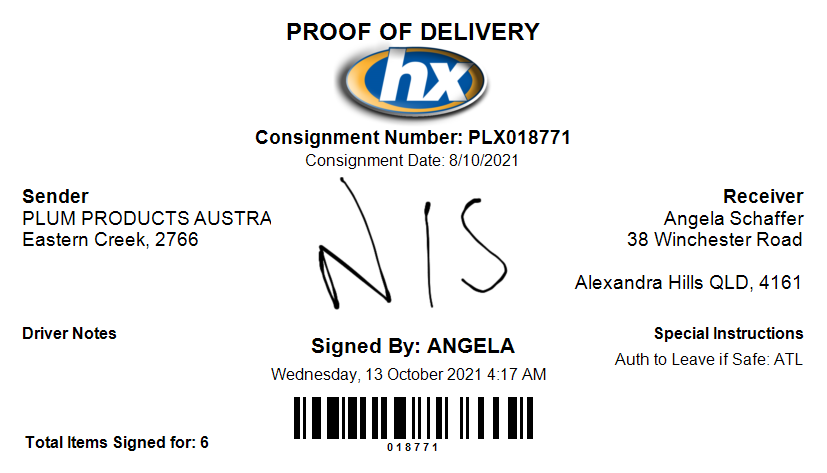 PROOF OF DELIVERY
hx
Consignment Number: PLX018771
Consignment Date: 8/10/2021
Sender
PLUM PRODUCTS AUSTRA
Eastern Creek, 2766
NIS
Receiver
Angela Schaffer
38 Winchester Road
Alexandra Hills QLD, 4161
Driver Notes
Signed By: ANGELA
Wednesday, 13 October 2021 4:17 AM
Special Instructions
Auth to Leave if Safe: ATL
Total Items Signed for: 6
018771